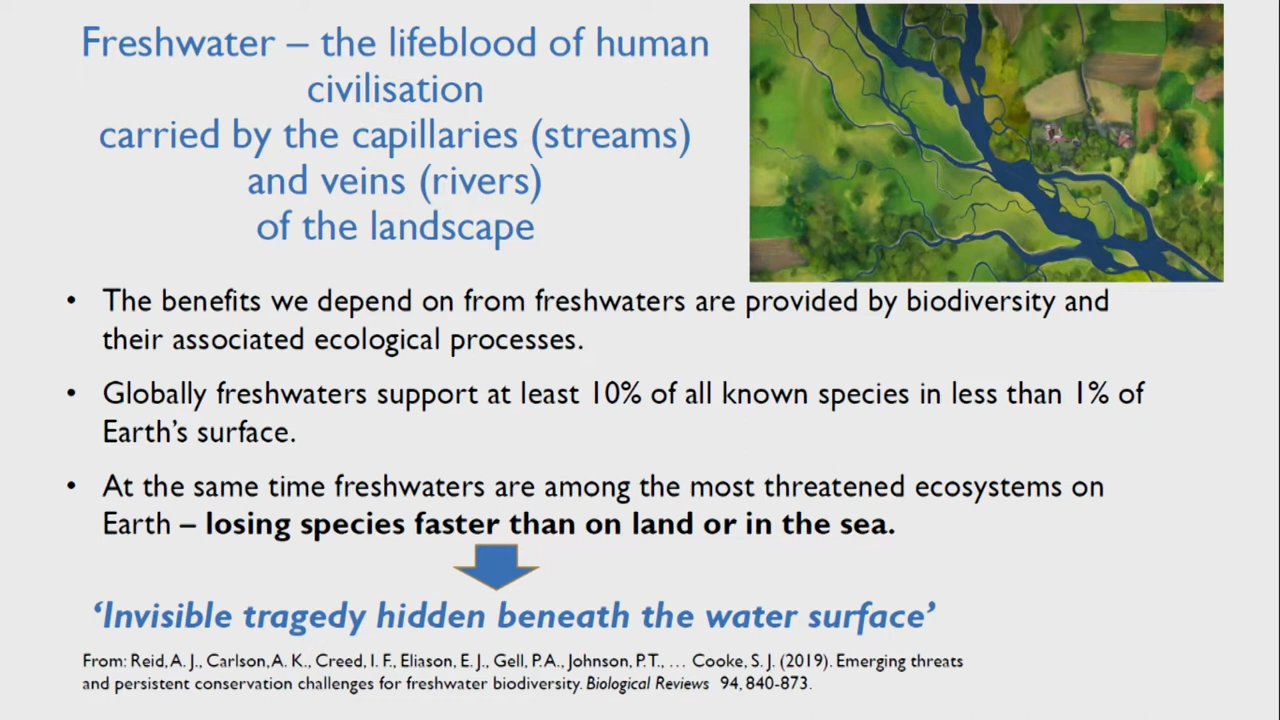 Freshwater – the lifeblood of human
civilisation
carried by the capillaries (streams)
and veins (rivers)
of the landscape
• The benefits we depend on from freshwaters are provided by biodiversity and
their associated ecological processes.
• Globally freshwaters support at least 10% of all known species in less than 1% of
Earth's surface.
• At the same time freshwaters are among the most threatened ecosystems on
Earth – losing species faster than on land or in the sea.
‘Invisible tragedy hidden beneath the water surface’
From: Reid, A. J., Carlson, A. K., Creed, I. F., Eliason, E. J., Gell, P.A., Johnson, P.T., … Cooke, S. J. (2019). Emerging threats
and persistent conservation challenges for freshwater biodiversity. Biological Reviews 94, 840-873.